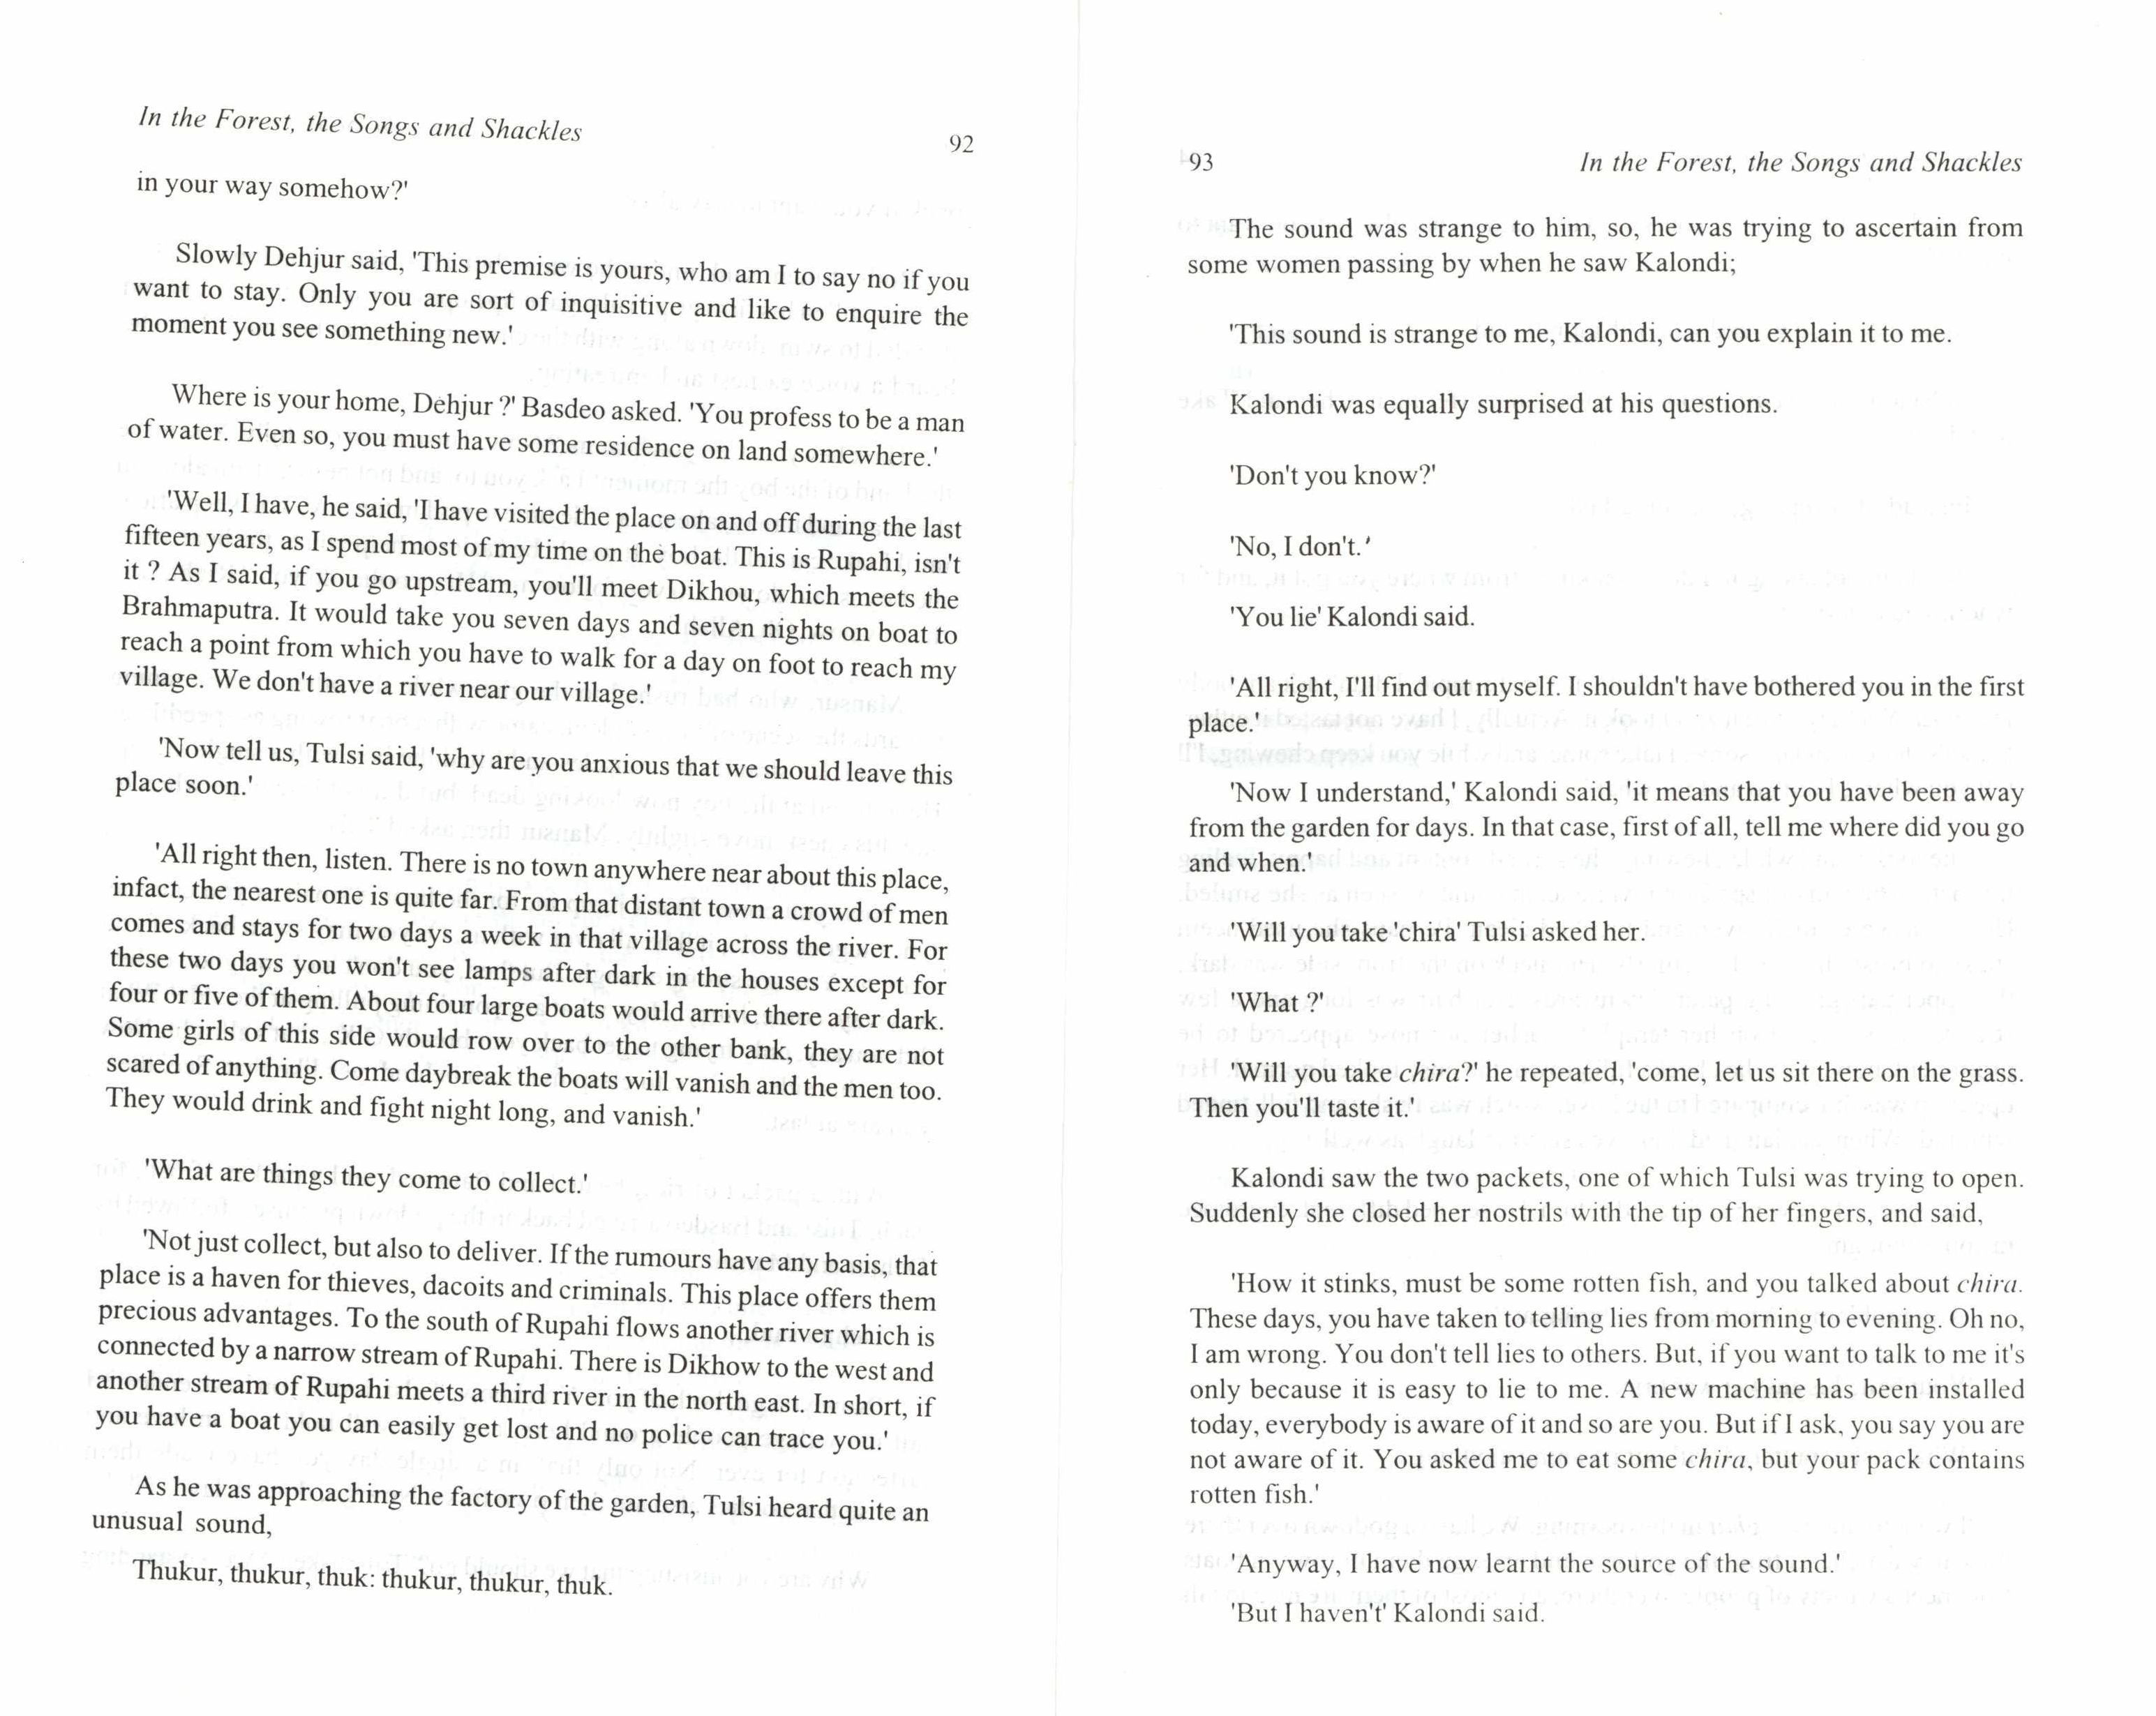 In the Forest, the Songs and Shackles
92
in your way somehow?'
Slowly Dehjur said, 'This premise is yours, who am I to say no if you
want to stay. Only you are sort of inquisitive and like to enquire the
moment you see something new.'
Where is your home, Dehjur ?' Basdeo asked. 'You profess to be a man
of water. Even so, you must have some residence on land somewhere.'
'Well, I have, he said, 'I have visited the place on and off during the last
fifteen years, as I spend most of my time on the boat. This is Rupahi, isn't
it ? As I said, if you go upstream, you'll meet Dikhou, which meets the
Brahmaputra. It would take you seven days and seven nights on boat to
reach a point from which you have to walk for a day on foot to reach my
village. We don't have a river near our village.'
'Now tell us, Tulsi said, 'why are you anxious that we should leave this
place soon.'
'All right then, listen. There is no town anywhere near about this place,
infact, the nearest one is quite far. From that distant town a crowd of men
comes and stays for two days a week in that village across the river. For
these two days you won't see lamps after dark in the houses except for
four or five of them. About four large boats would arrive there after dark.
Some girls of this side would row over to the other bank, they are not
scared of anything. Come daybreak the boats will vanish and the men too.
They would drink and fight night long, and vanish.'
'What are things they come to collect.'
'Not just collect, but also to deliver. If the rumours have any basis, that
place is a haven for thieves, dacoits and criminals. This place offers them
precious advantages. To the south of Rupahi flows another river which is
connected by a narrow stream of Rupahi. There is Dikhow to the west and
another stream of Rupahi meets a third river in the north east. In short, if
you have a boat you can easily get lost and no police can trace you.'
As he was approaching the factory of the garden, Tulsi heard quite an
unusual sound,
Thukur, thukur, thuk: thukur, thukur, thuk.
93
In the Forest, the Songs and Shackles
The sound was strange to him, so, he was trying to ascertain from
some women passing by when he saw Kalondi;
'This sound is strange to me, Kalondi, can you explain it to me.
Kalondi was equally surprised at his questions.
'Don't you know?'
'No, I don't.'
'You lie' Kalondi said.
'All right, I'll find out myself. I shouldn't have bothered you in the first
place.'
'Now I understand,' Kalondi said, 'it means that you have been away
from the garden for days. In that case, first of all, tell me where did you go
and when.'
'Will you take 'chira' Tulsi asked her.
'What ?'
'Will you take chira?' he repeated, 'come, let us sit there on the grass.
Then you'll taste it.'
Kalondi saw the two packets, one of which Tulsi was trying to open.
Suddenly she closed her nostrils with the tip of her fingers, and said,
'How it stinks, must be some rotten fish, and you talked about chira.
These days, you have taken to telling lies from morning to evening. Oh no,
I am wrong. You don't tell lies to others. But, if you want to talk to me it's
only because it is easy to lie to me. A new machine has been installed
today, everybody is aware of it and so are you. But if I ask, you say you are
not aware of it. You asked me to eat some chira, but your pack contains
rotten fish.'
'Anyway, I have now learnt the source of the sound.'
'But I haven't' Kalondi said.